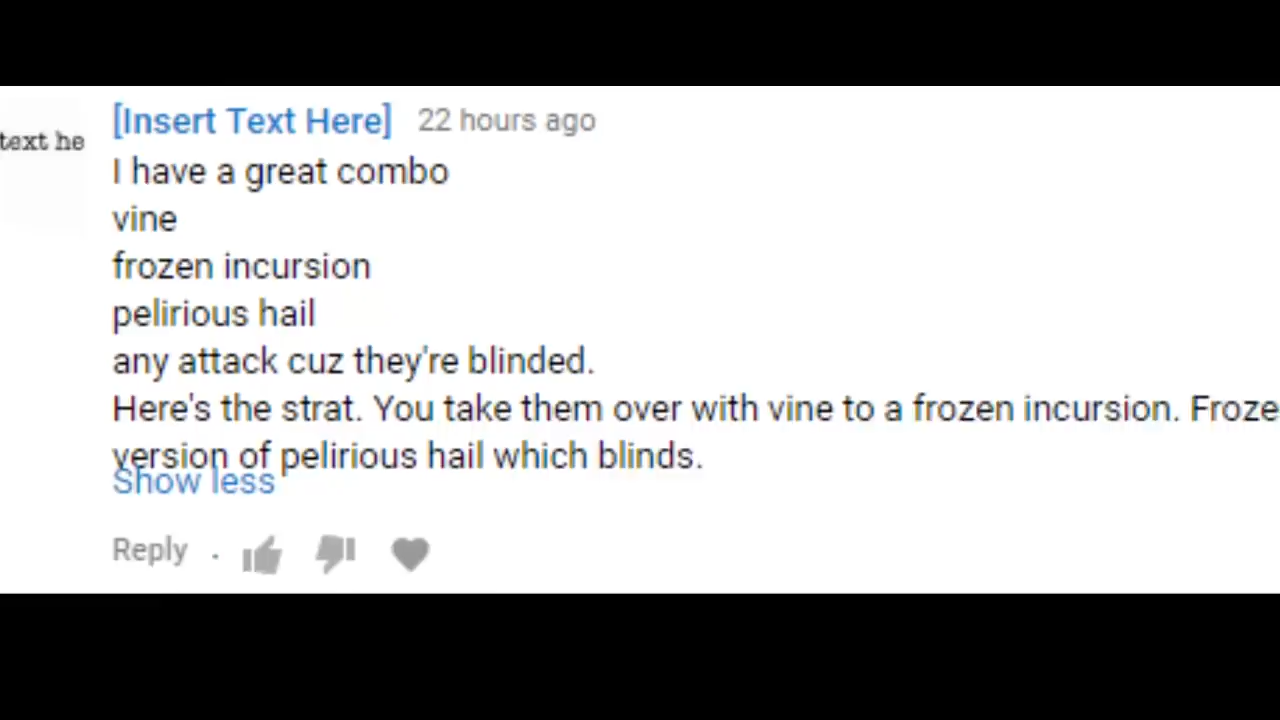 [Insert Text Here] 22 hours ago
text he
I have a great combo
vine
frozen incursion
pelirious hail
any attack cuz they're blinded.
Here's the strat. You take them over with vine to a frozen incursion. Froze
version of pelirious hail which blinds.
Show less
Reply .